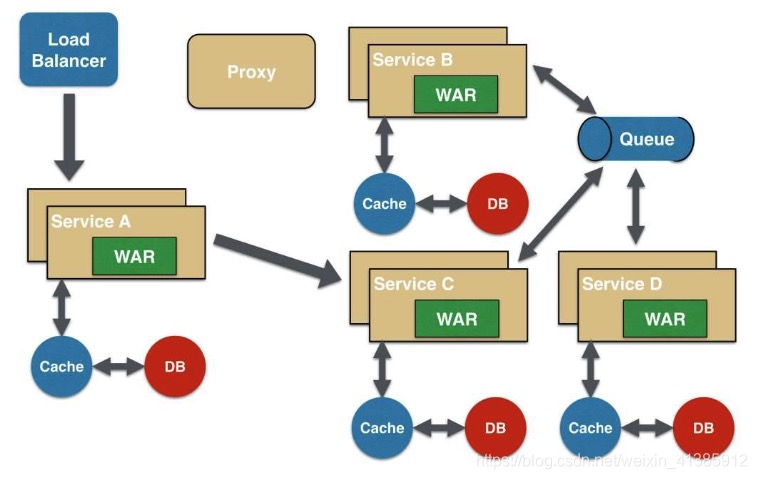 Load
Balancer
Proxy
Service B
WAR
Queue
Cache
DB
Service A
WAR
Cache
DB
Service C
WAR
Cache
DB
Service D
WAR
Cache
DB
https://blog.csdn.net/weixin_41385912